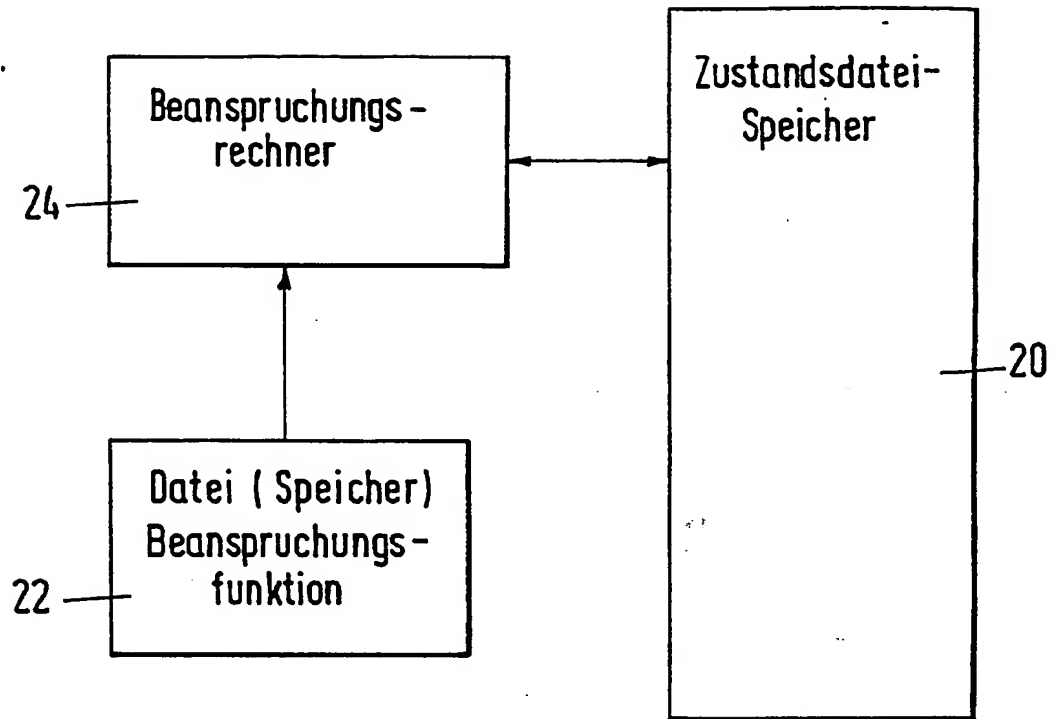 Beanspruchungs-
rechner
24
Zustandsdatei-
Speicher
20
Datei (Speicher)
Beanspruchungs-
funktion
22